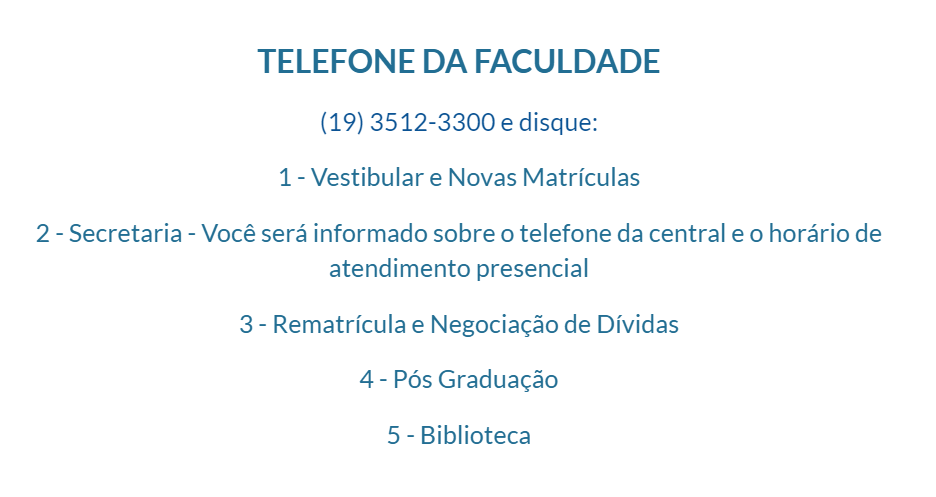 TELEFONE DA FACULDADE
(19) 3512-3300 e disque:
1 - Vestibular e Novas Matrículas
2 - Secretaria - Você será informado sobre o telefone da central e o horário de
atendimento presencial
3 - Rematrícula e Negociação de Dívidas
4 - Pós Graduação
5 - Biblioteca